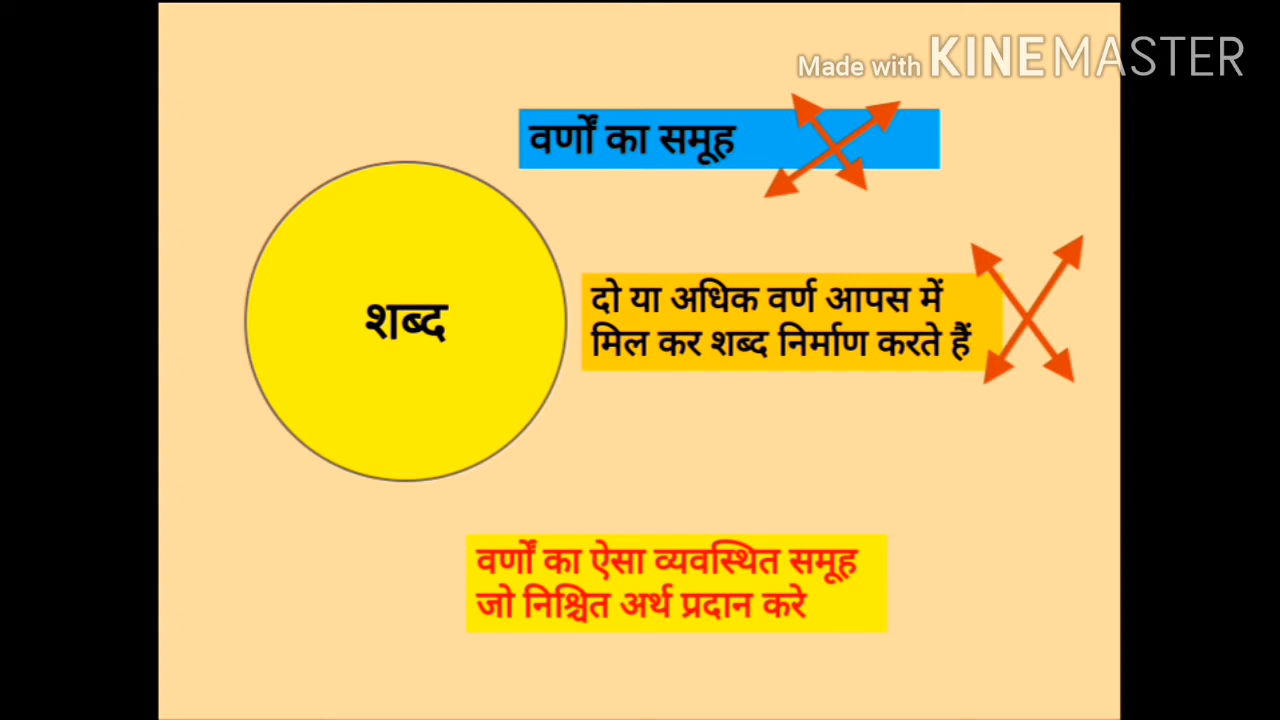 Made with KINEMASTER
वर्णों का समूह
शब्द
दो या अधिक वर्ण आपस में
मिल कर शब्द निर्माण करते हैं
वर्णों का ऐसा व्यवस्थित समूह
जो निश्चित अर्थ प्रदान करे